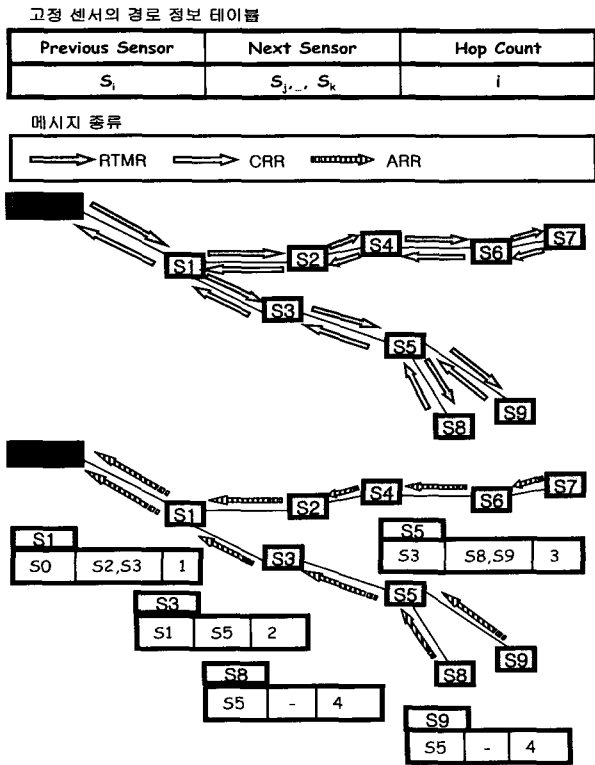 고정 센서의 경로 정보 테이블
Previous Sensor Next Sensor Hop Count
Si Sj,…, Sk i
메시지 종류
RTMR CRR ARR
S1 S2 S4 S6 S7
S3
S5
S8 S9
S1 S2 S4 S6 S7
S3
S5
S8 S9
S1
S0 S2,S3 1
S5
S3 S8,S9 3
S3
S1 S5 2
S8
S5 - 4
S9
S5 - 4